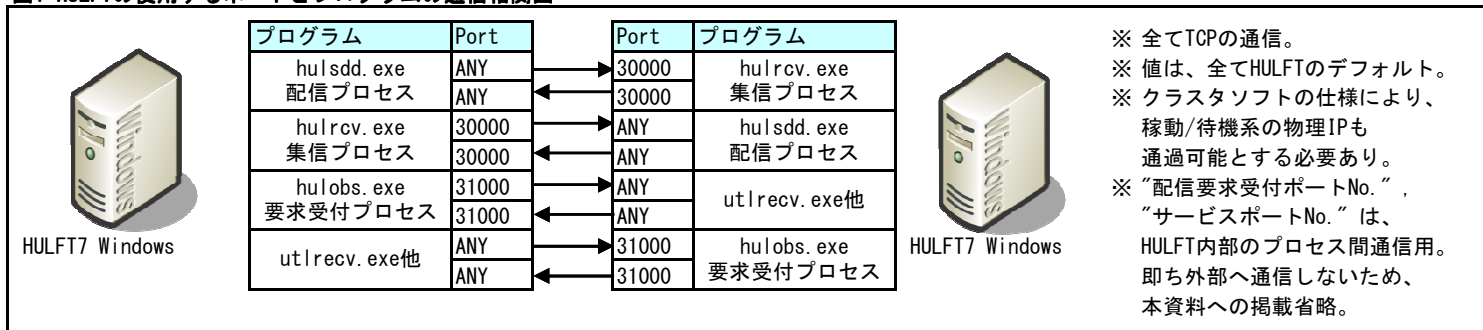 プログラム Port Port プログラム
hulsdd.exe
配信プロセス
ANY 30000
ANY 30000
hulrcv.exe
集信プロセス
hulrcv.exe
集信プロセス
30000 ANY
30000 ANY
hulsdd.exe
配信プロセス
hulobs.exe
要求受付プロセス
31000 ANY
31000 ANY
utlrecv.exe他
utlrecv.exe他
ANY 31000
ANY 31000
hulobs.exe
要求受付プロセス
Windows
HULFT7 Windows
Windows
HULFT7 Windows
※ 全てTCPの通信。
※ 値は、全てHULFTのデフォルト。
※ クラスタソフトの仕様により、
稼動/待機系の物理IPも
通過可能とする必要あり。
※ "配信要求受付ポートNo.",
"サービスポートNo." は、
HULFT内部のプロセス間通信用。
即ち外部へ通信しないため、
本資料への掲載省略。